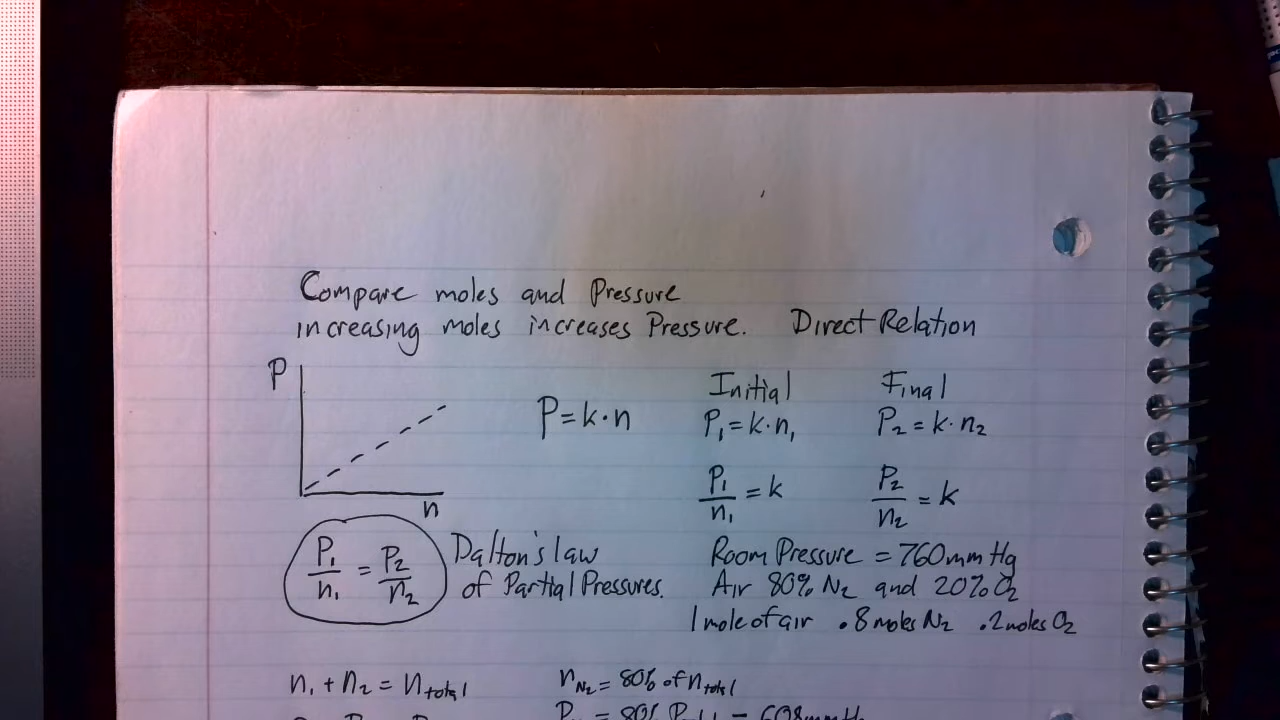 Compare moles and Pressure
increasing moles increases Pressure. Direct Relation
P
n
P=k·n
Initial Final
P₁=k·n₁ P₂=k·n₂
P₁/n₁ = k P₂/n₂ = k
P₁/n₁ = P₂/n₂ Dalton's law
of Partial Pressures.
Room Pressure = 760mmHg
Air 80% N₂ and 20% O₂
1 mole of air .8 moles N₂ .2 moles O₂
n₁ + n₂ = n total n N₂ = 80% of n total